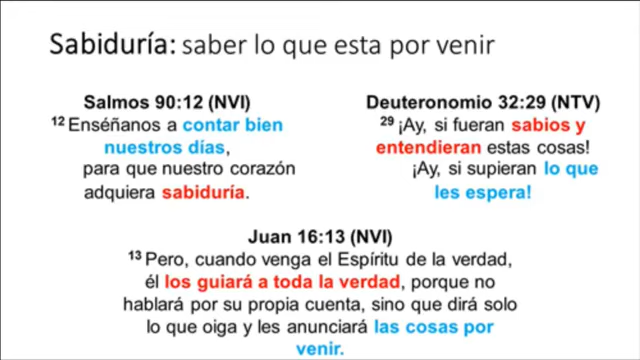 Sabiduría: saber lo que esta por venir
Salmos 90:12 (NVI)
12 Enséñanos a contar bien
nuestros días,
para que nuestro corazón
adquiera sabiduría.
Deuteronomio 32:29 (NTV)
29 ¡Ay, si fueran sabios y
entendieran estas cosas!
¡Ay, si supieran lo que
les espera!
Juan 16:13 (NVI)
13 Pero, cuando venga el Espíritu de la verdad,
él los guiará a toda la verdad, porque no
hablará por su propia cuenta, sino que dirá solo
lo que oiga y les anunciará las cosas por
venir.